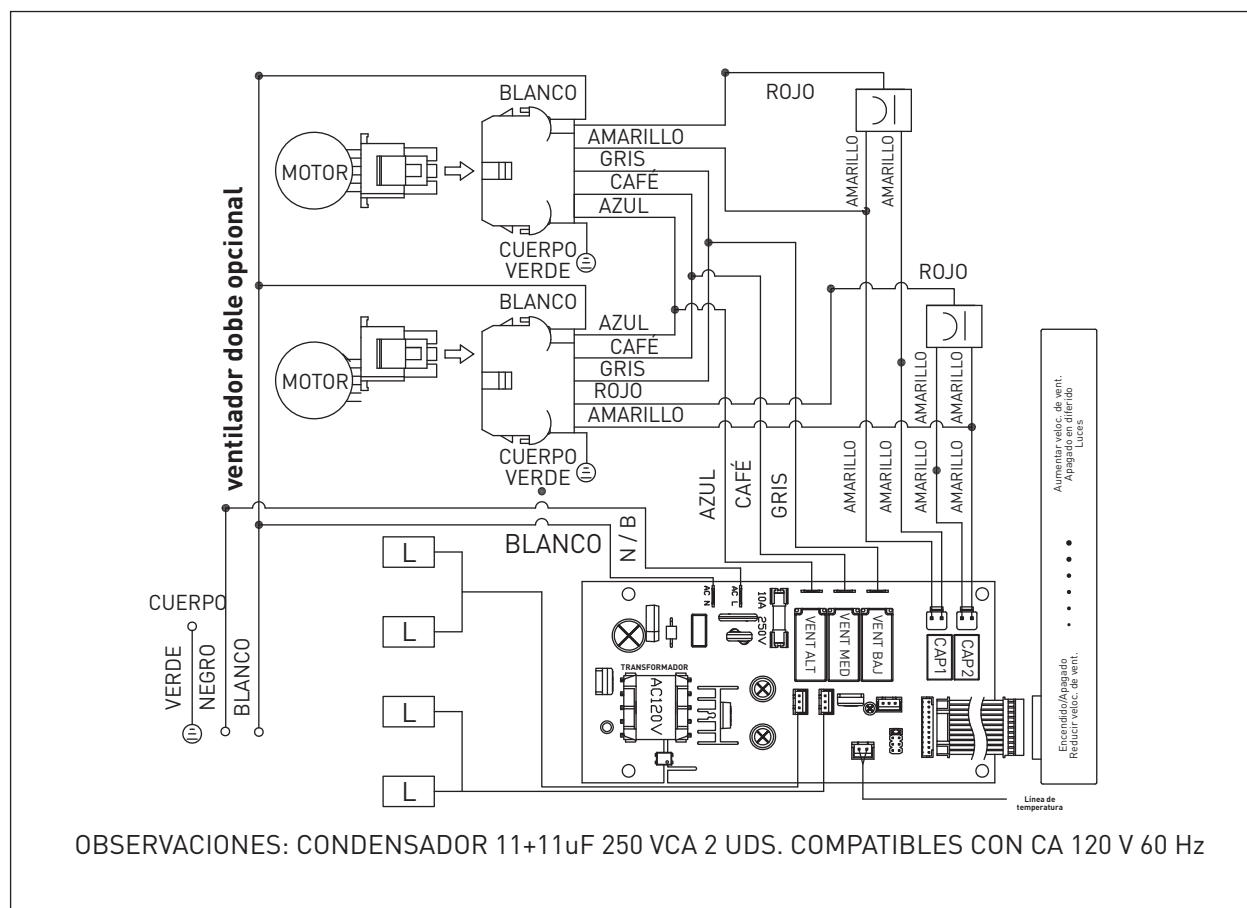 BLANCO
ROJO
AMARILLO
GRIS
CAFÉ
AZUL
MOTOR
CUERPO
VERDE
AMARILLO
AMARILLO
ventilador doble opcional
BLANCO
ROJO
AZUL
CAFÉ
GRIS
ROJO
AMARILLO
MOTOR
CUERPO
VERDE
AMARILLO
AMARILLO
AMARILLO
AMARILLO
AMARILLO
AMARILLO
AZUL
CAFÉ
GRIS
BLANCO
N / B
L
L
L
L
CUERPO
VERDE
NEGRO
BLANCO
AC N
AC L
10A 250V
VENT ALT
VENT MED
VENT BAJ
CAP1
CAP2
TRANSFORMADOR
AC120V
Aumentar veloc. de vent.
Apagado en diferido
Luces
Encendido/Apagado
Reducir veloc. de vent.
Línea de
temperatura
OBSERVACIONES: CONDENSADOR 11+11uF 250 VCA 2 UDS. COMPATIBLES CON CA 120 V 60 Hz